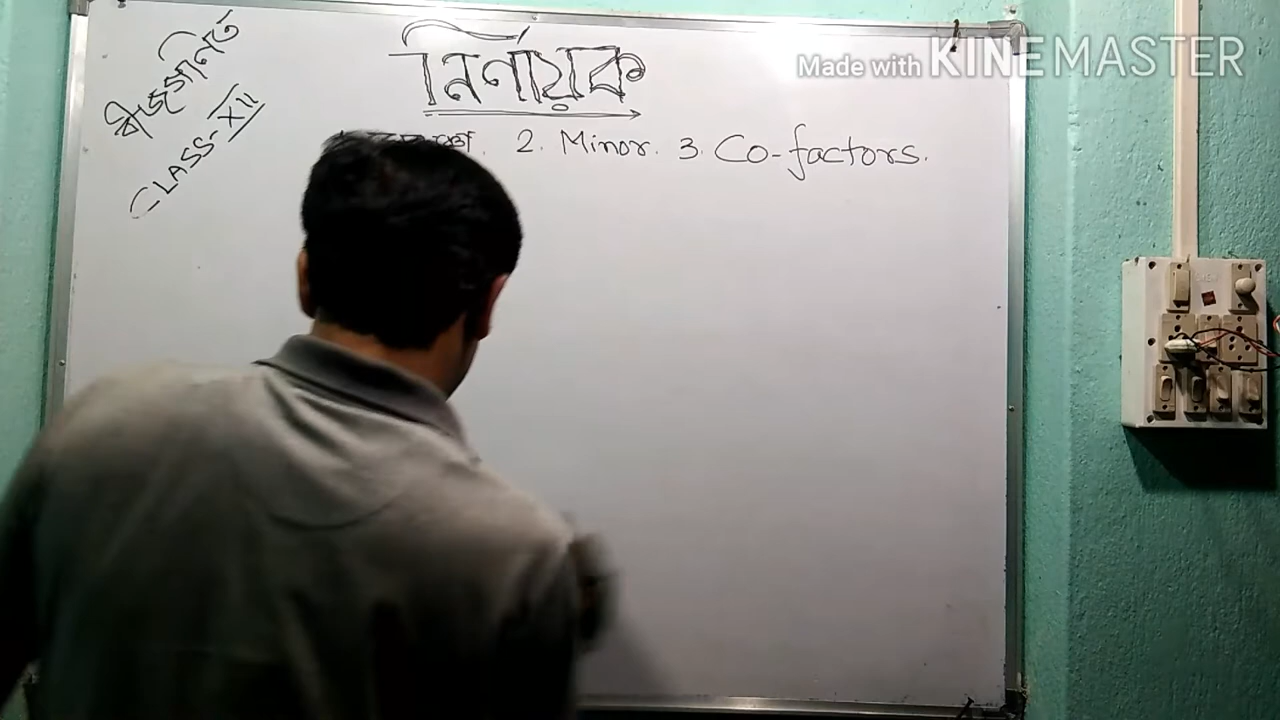 বীজগণিত
CLASS-XII
নির্ণায়ক
2. Minor. 3. Co-factors.
Made with KINEMASTER